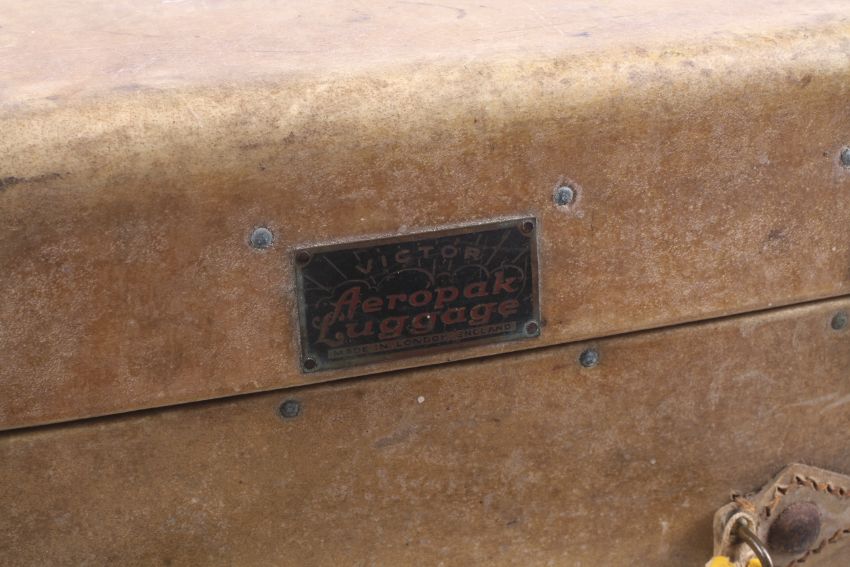 VICTOR
Aeropak
Luggage
MADE IN LONDON ENGLAND